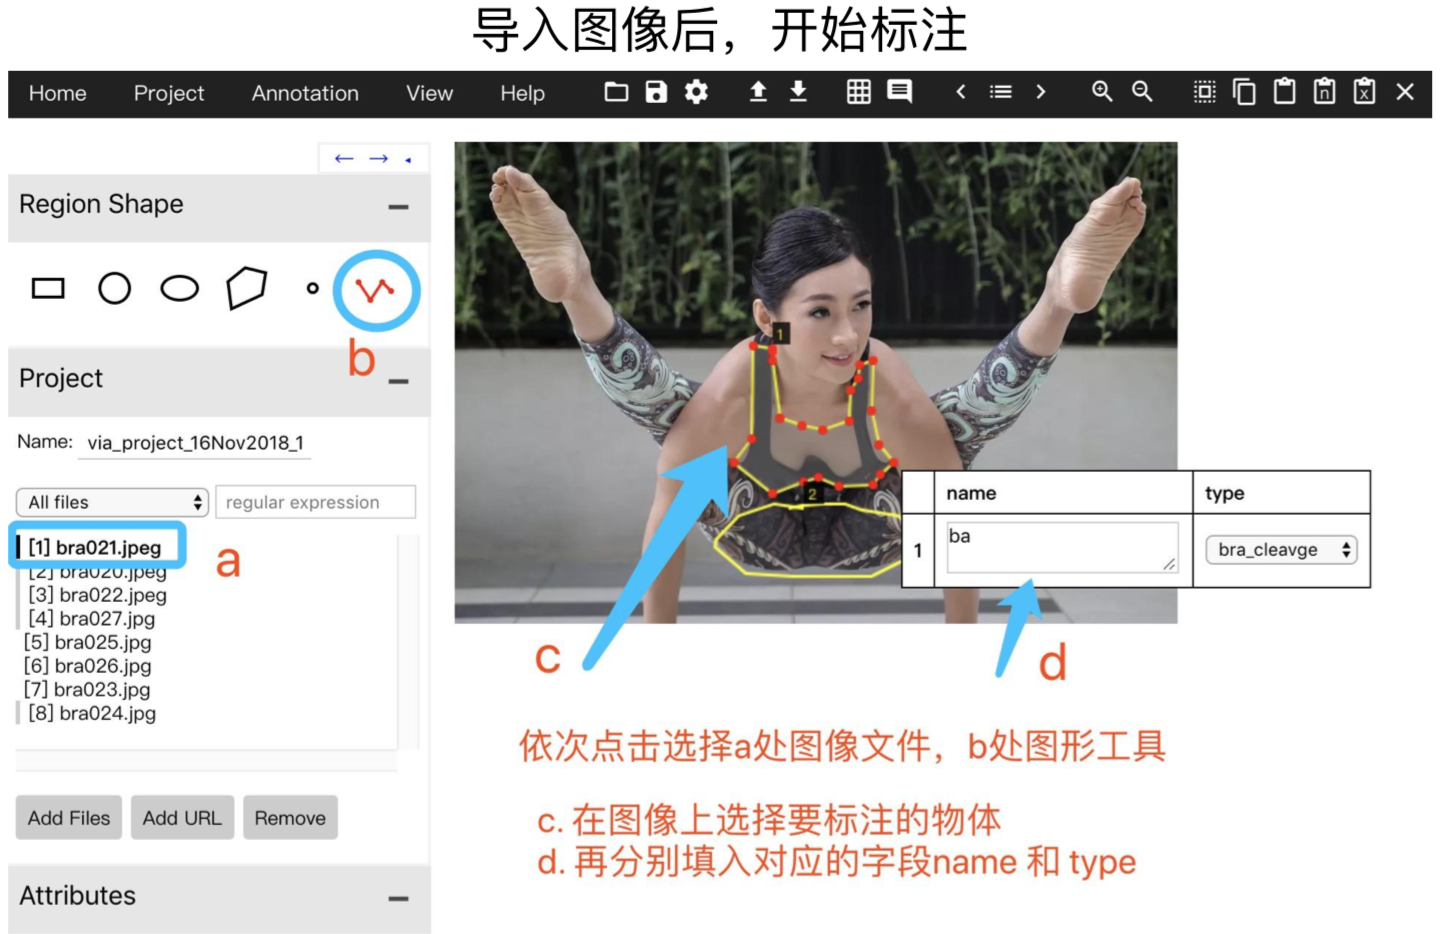 导入图像后，开始标注
Home Project Annotation View Help
Region Shape
b
Project
Name: via_project_16Nov2018_1
All files regular expression
[1] bra021.jpeg
a
[2] bra020.jpeg
[3] bra022.jpeg
[4] bra027.jpg
[5] bra025.jpg
[6] bra026.jpg
[7] bra023.jpg
[8] bra024.jpg
Add Files Add URL Remove
Attributes
1
2
name type
1 ba bra_cleavge
c
d
依次点击选择a处图像文件，b处图形工具
c. 在图像上选择要标注的物体
d. 再分别填入对应的字段name 和 type